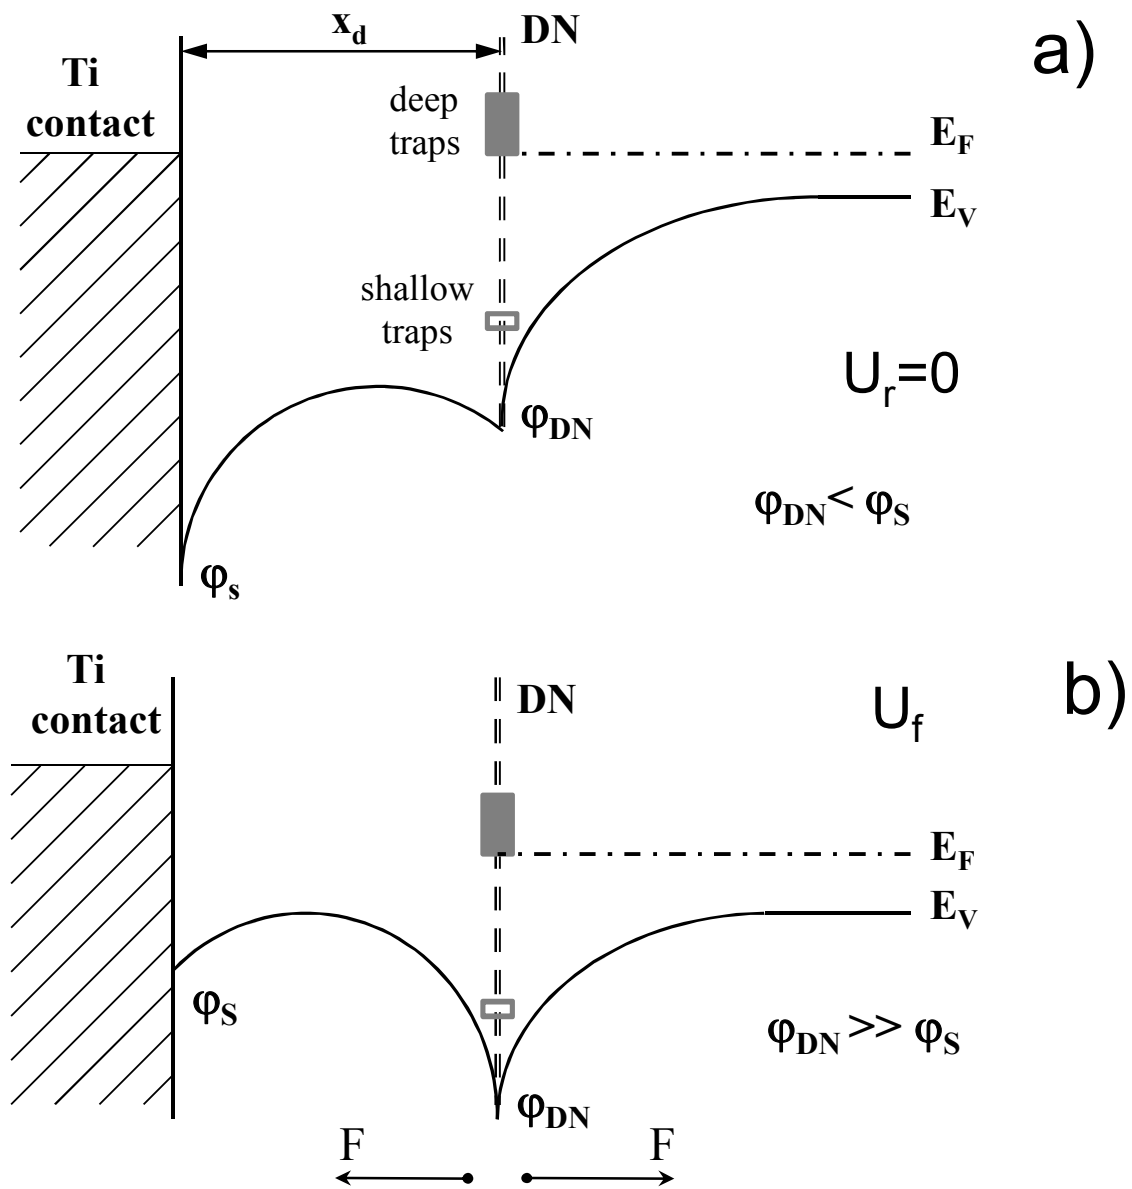 x_d
DN
a)
Ti
contact
deep
traps
E_F
E_V
shallow
traps
U_r=0
φ_DN
φ_DN< φ_S
φ_s
Ti
contact
DN
U_f
b)
E_F
E_V
φ_S
φ_DN >> φ_S
φ_DN
F
F